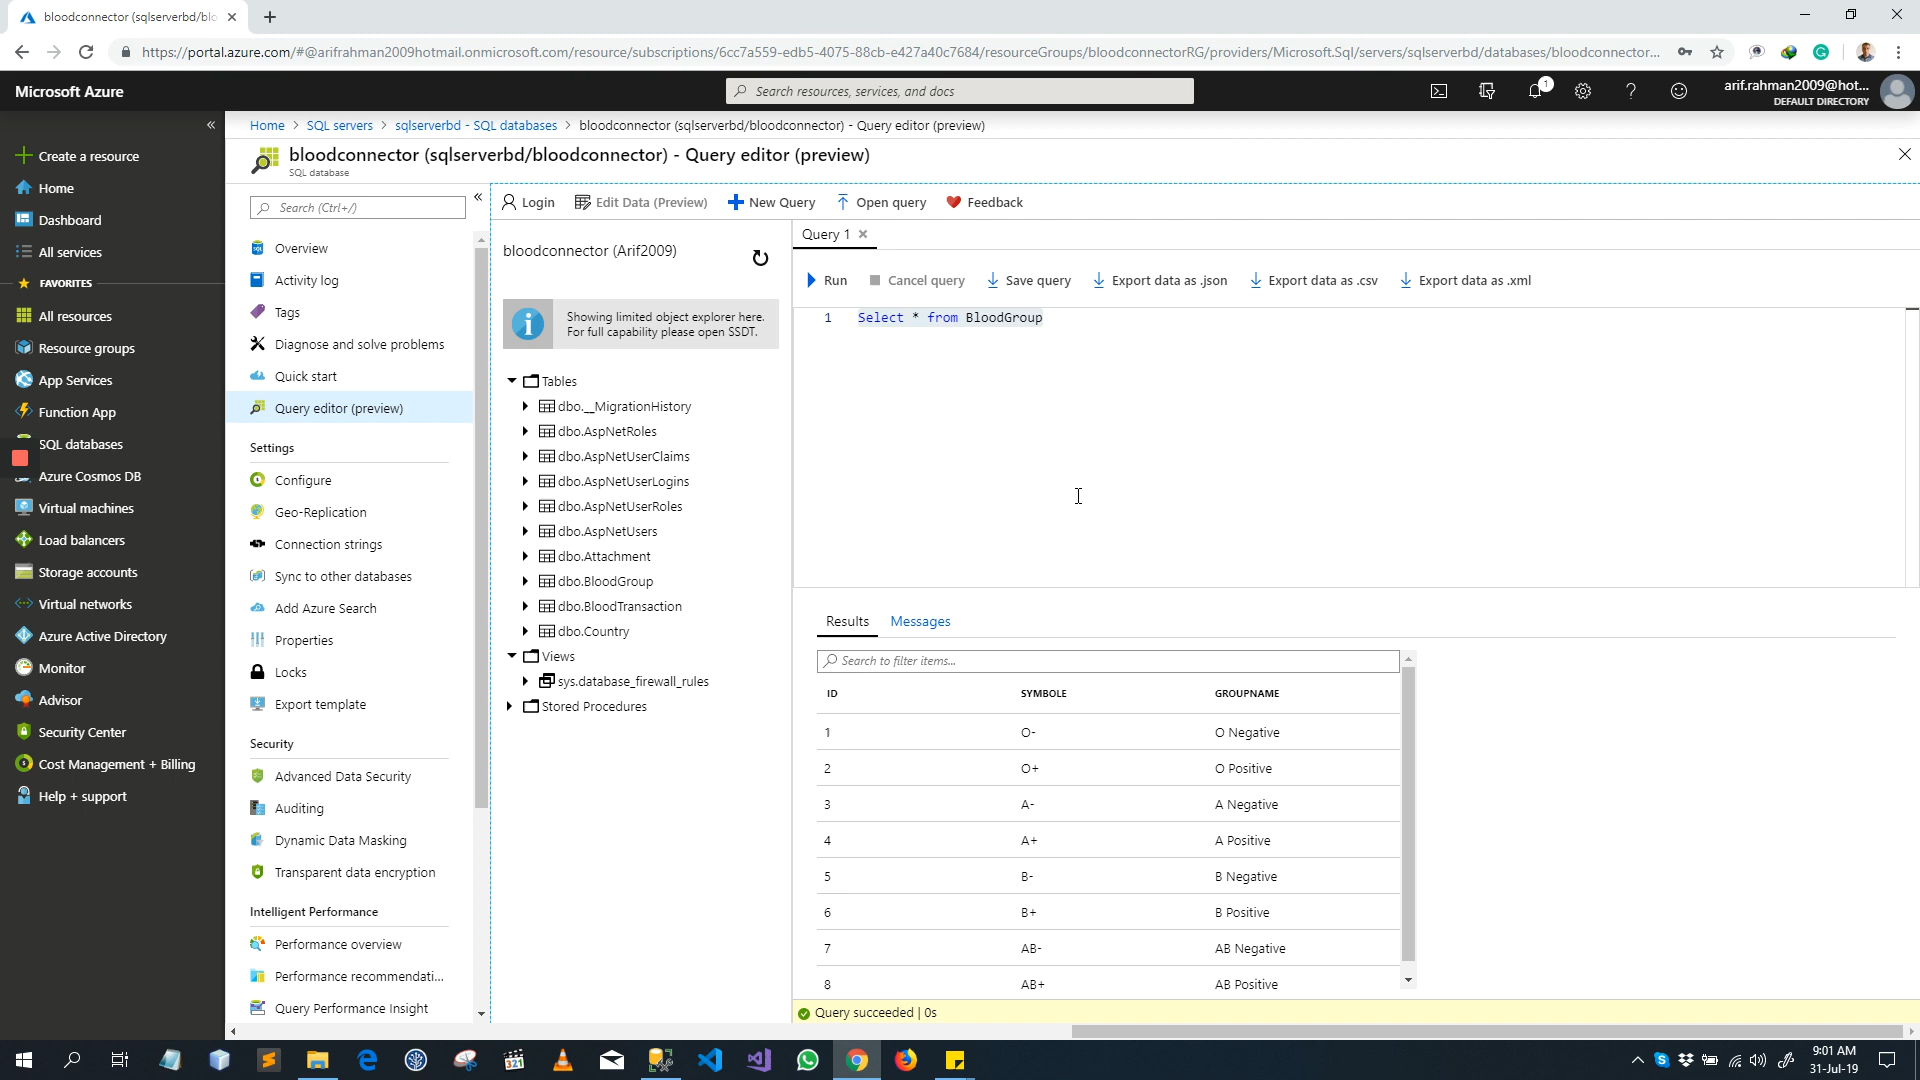 bloodconnector (sqlserverbd/blo
https://portal.azure.com/#@arifrahman2009hotmail.onmicrosoft.com/resource/subscriptions/6cc7a559-edb5-4075-88cb-e427a40c7684/resourceGroups/bloodconnectorRG/providers/Microsoft.Sql/servers/sqlserverbd/databases/bloodconnector...
Microsoft Azure
Search resources, services, and docs
1
arif.rahman2009@hot...
DEFAULT DIRECTORY
Home > SQL servers > sqlserverbd - SQL databases > bloodconnector (sqlserverbd/bloodconnector) - Query editor (preview)
bloodconnector (sqlserverbd/bloodconnector) - Query editor (preview)
SQL database
Create a resource
Home
Dashboard
All services
FAVORITES
All resources
Resource groups
App Services
Function App
SQL databases
Azure Cosmos DB
Virtual machines
Load balancers
Storage accounts
Virtual networks
Azure Active Directory
Monitor
Advisor
Security Center
Cost Management + Billing
Help + support
Search (Ctrl+/)
Overview
Activity log
Tags
Diagnose and solve problems
Quick start
Query editor (preview)
Settings
Configure
Geo-Replication
Connection strings
Sync to other databases
Add Azure Search
Properties
Locks
Export template
Security
Advanced Data Security
Auditing
Dynamic Data Masking
Transparent data encryption
Intelligent Performance
Performance overview
Performance recommendati...
Query Performance Insight
Login
Edit Data (Preview)
New Query
Open query
Feedback
bloodconnector (Arif2009)
Showing limited object explorer here.
For full capability please open SSDT.
Tables
dbo.__MigrationHistory
dbo.AspNetRoles
dbo.AspNetUserClaims
dbo.AspNetUserLogins
dbo.AspNetUserRoles
dbo.AspNetUsers
dbo.Attachment
dbo.BloodGroup
dbo.BloodTransaction
dbo.Country
Views
sys.database_firewall_rules
Stored Procedures
Query 1
Run
Cancel query
Save query
Export data as .json
Export data as .csv
Export data as .xml
1 Select * from BloodGroup
Results
Messages
Search to filter items...
ID SYMBOLE GROUPNAME
1 O- O Negative
2 O+ O Positive
3 A- A Negative
4 A+ A Positive
5 B- B Negative
6 B+ B Positive
7 AB- AB Negative
8 AB+ AB Positive
Query succeeded | 0s
321
9:01 AM
31-Jul-19